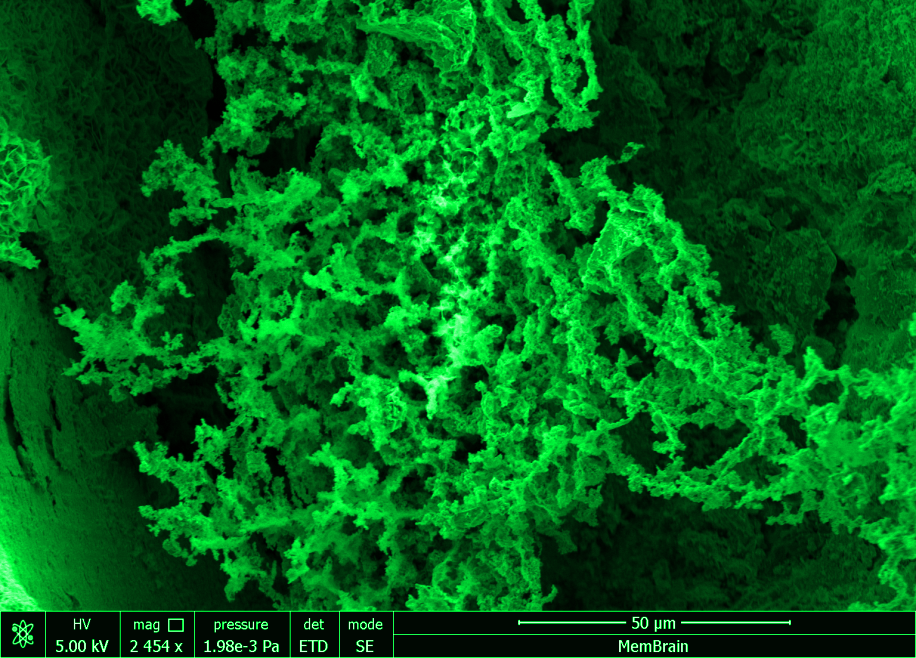 HV
5.00 kV
mag
2 454 x
pressure
1.98e-3 Pa
det
ETD
mode
SE
50 µm
MemBrain